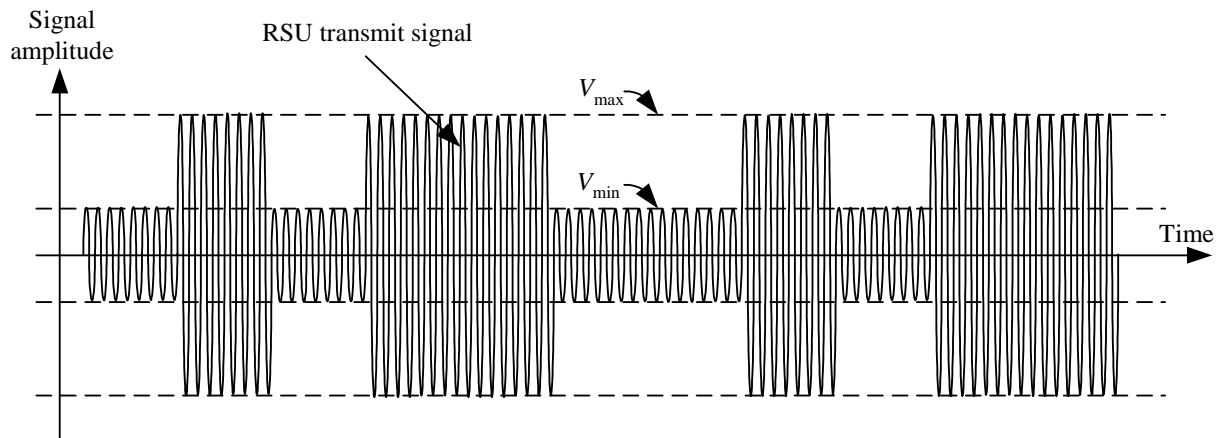 Signal
amplitude
RSU transmit signal
Vmax
Vmin
Time